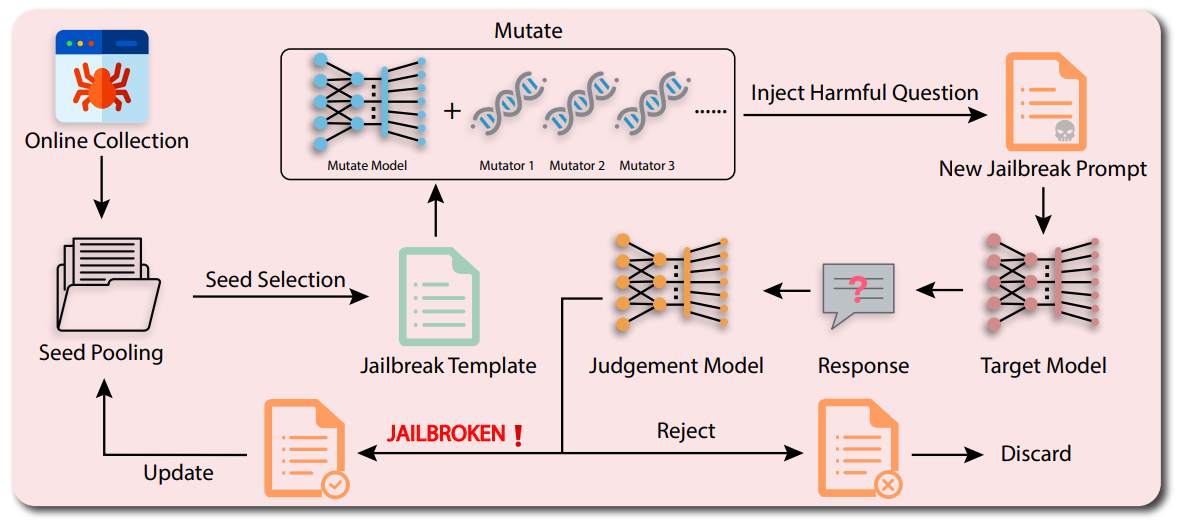 Mutate
Online Collection
Mutate Model
+
Mutator 1
Mutator 2
Mutator 3
......
Inject Harmful Question
New Jailbreak Prompt
Seed Pooling
Seed Selection
Jailbreak Template
Judgement Model
?
Response
Target Model
JAILBROKEN !
Reject
Update
Discard